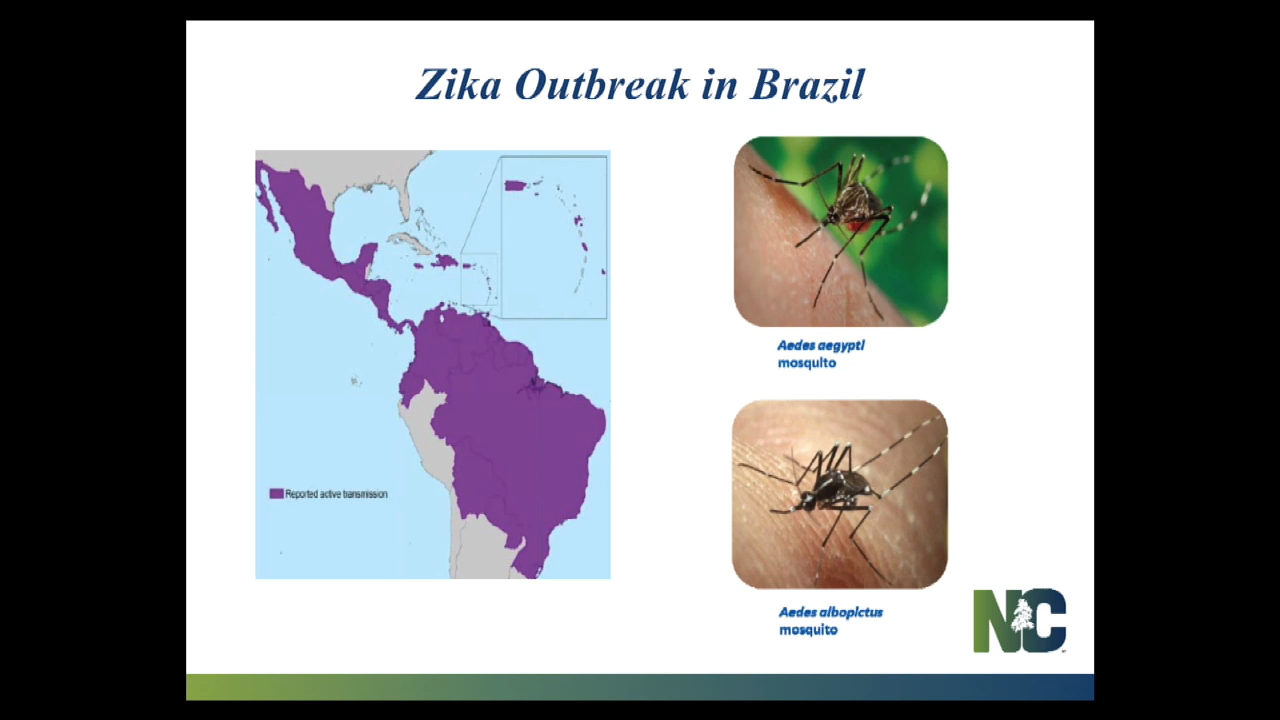 Zika Outbreak in Brazil
Reported active transmission
Aedes aegypti
mosquito
Aedes albopictus
mosquito
NC